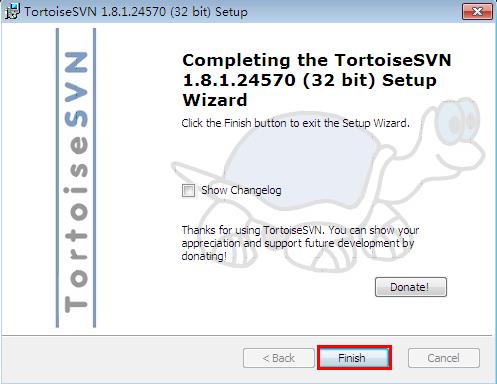 TortoiseSVN 1.8.1.24570 (32 bit) Setup
TortoiseSVN
Completing the TortoiseSVN
1.8.1.24570 (32 bit) Setup
Wizard
Click the Finish button to exit the Setup Wizard.
Show Changelog
Thanks for using TortoiseSVN. You can show your
appreciation and support future development by
donating!
Donate!
< Back
Finish
Cancel